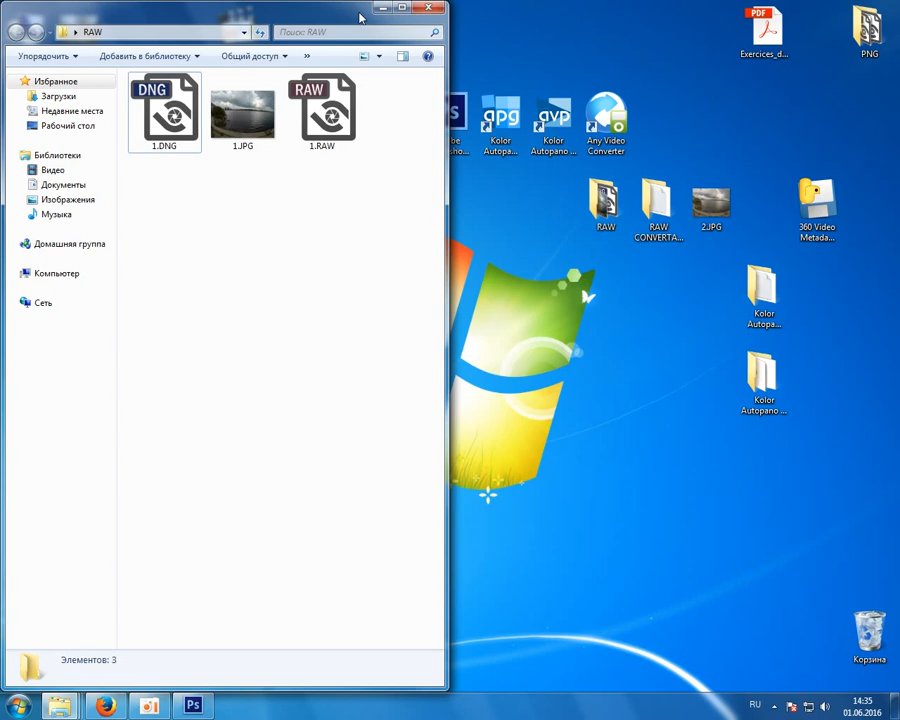 RAW
Поиск: RAW
Упорядочить
Добавить в библиотеку
Общий доступ
»
Избранное
Загрузки
Недавние места
Рабочий стол
Библиотеки
Видео
Документы
Изображения
Музыка
Домашняя группа
Компьютер
Сеть
DNG
1.DNG
1.JPG
RAW
1.RAW
Элементов: 3
PDF
Exercices_d...
PNG
apg
Kolor
Autopa...
avp
Kolor
Autopano ...
Any Video
Converter
RAW
RAW
CONVERTA...
2.JPG
360 Video
Metada...
Kolor
Autopa...
Kolor
Autopano ...
Корзина
Ps
RU
14:35
01.06.2016